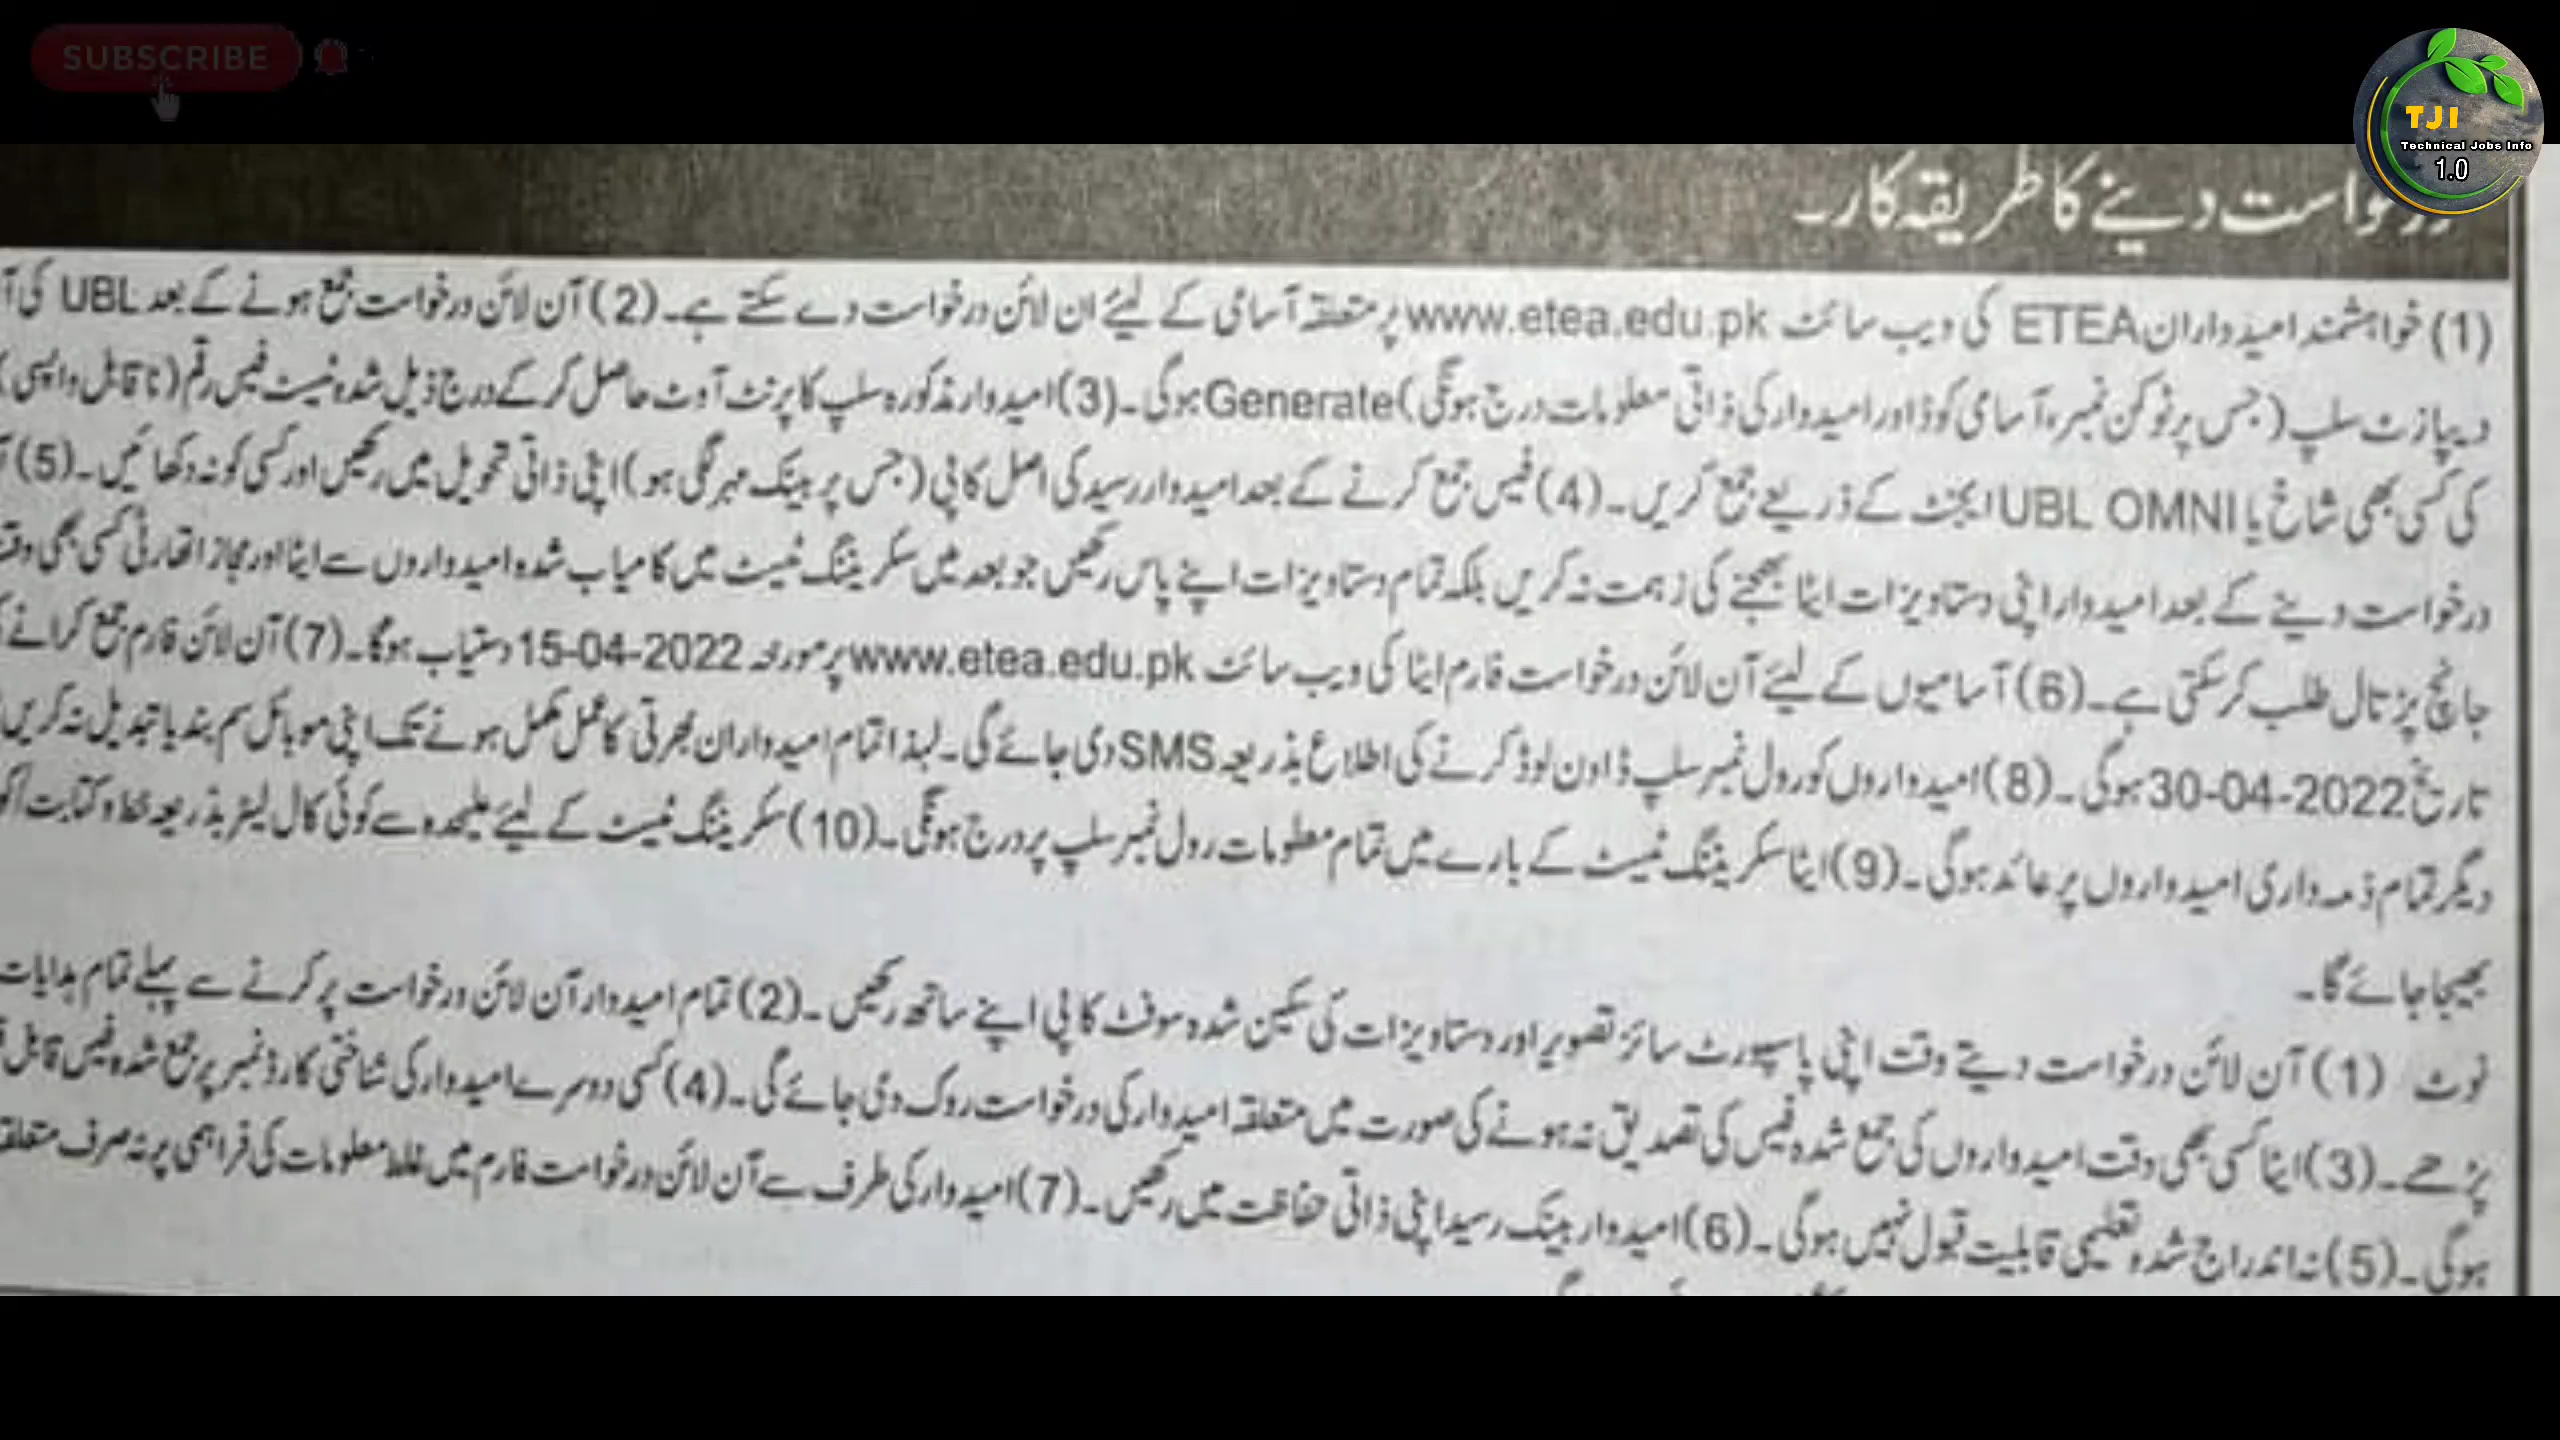 SUBSCRIBE
TJI
Technical Jobs Info
1.0
درخواست دینے کا طریقہ کار۔
(1) خواہشمند امیدواران ETEA کی ویب سائٹ www.etea.edu.pk پر متعلقہ آسامی کے لیئے ان لائن درخواست دے سکتے ہے۔ (2) آن لائن درخواست جمع ہونے کے بعد UBL کی
دیپازٹ سلپ (جس پر ٹوکن نمبر، آسامی کوڈ اور امیدوار کی ذاتی معلومات درج ہونگی) Generate ہوگی۔ (3) امیدوار مذکورہ سلپ کا پرنٹ آوٹ حاصل کرکے درج ذیل شدہ ٹیسٹ فیس رقم (نا قابل واپسی)
کی کسی بھی شاخ یا UBL OMNI ایجنٹ کے ذریعے جمع کریں۔ (4) فیس جمع کرنے کے بعد امیدوار رسید کی اصل کاپی (جس پر بینک مہر لگی ہو) اپنی ذاتی تحویل میں رکھیں اور کسی کو نہ دکھائیں۔ (5)
درخواست دینے کے بعد امیدوار اپنی دستاویزات ایٹا بھیجنے کی زہمت نہ کریں بلکہ تمام دستاویزات اپنے پاس رکھیں جو بعد میں سکریننگ ٹیسٹ میں کامیاب شدہ امیدواروں سے ایٹا اور مجاز اتھارٹی کسی بھی
جانچ پڑتال طلب کرسکتی ہے۔ (6) آسامیوں کے لیئے آن لائن درخواست فارم ایٹا کی ویب سائٹ www.etea.edu.pk پر مورخہ 15-04-2022 دستیاب ہوگا۔ (7) آن لائن فارم جمع کرانے
تاریخ 30-04-2022 ہوگی۔ (8) امیدواروں کو رول نمبر سلپ ڈاون لوڈ کرنے کی اطلاع بذریعہ SMS دی جائے گی۔ لہذا تمام امیدواران بھرتی کا عمل مکمل ہونے تک اپنی موبائل سم بند یا تبدیل نہ کریں
دیگر تمام ذمہ داری امیدواروں پر عائد ہوگی۔ (9) ایٹا سکریننگ ٹیسٹ کے بارے میں تمام معلومات رول نمبر سلپ پر درج ہونگی۔ (10) سکریننگ ٹیسٹ کے لیئے علیحدہ سے کوئی کال لیٹر بذریعہ خط و کتابت
بھیجا جائے گا۔
نوٹ (1) آن لائن درخواست دیتے وقت اپنی پاسپورٹ سائز تصویر اور دستاویزات کی سکین شدہ سوفٹ کاپی اپنے ساتھ رکھیں۔ (2) تمام امیدوار آن لائن درخواست پر کرنے سے پہلے تمام ہدایات
پڑھے۔ (3) ایٹا کسی بھی وقت امیدواروں کی جمع شدہ فیس کی تصدیق نہ ہونے کی صورت میں متعلقہ امیدوار کی درخواست روک دی جائے گی۔ (4) کسی دوسرے امیدوار کی شناختی کارڈ نمبر پر جمع شدہ فیس قابل
ہوگی۔ (5) نہ اندراج شدہ تعلیمی قابلیت قبول نہیں ہوگی۔ (6) امیدوار بینک رسید اپنی ذاتی حفاظت میں رکھیں۔ (7) امیدوار کی طرف سے آن لائن درخواست فارم میں غلط معلومات کی فراہمی پر نہ صرف متعلقہ